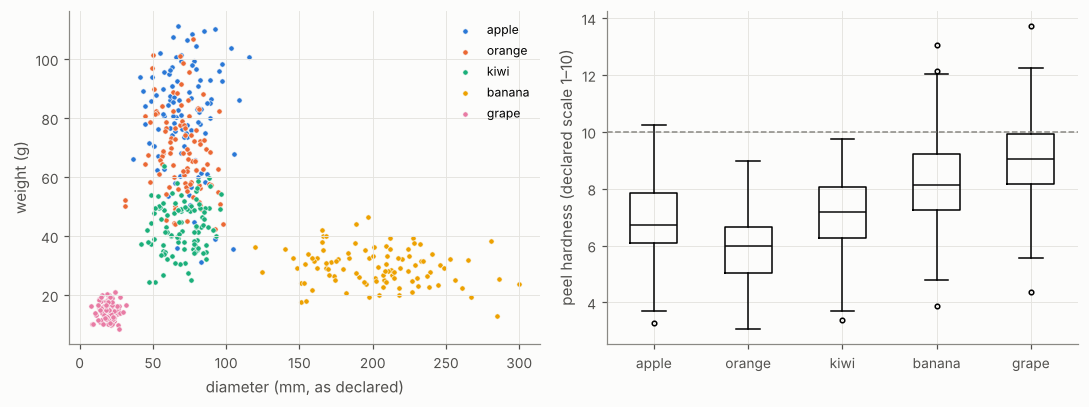 apple
orange
kiwi
banana
grape
weight (g)
100
80
60
40
20
0
50
100
150
200
250
300
diameter (mm, as declared)
peel hardness (declared scale 1–10)
14
12
10
8
6
4
apple
orange
kiwi
banana
grape